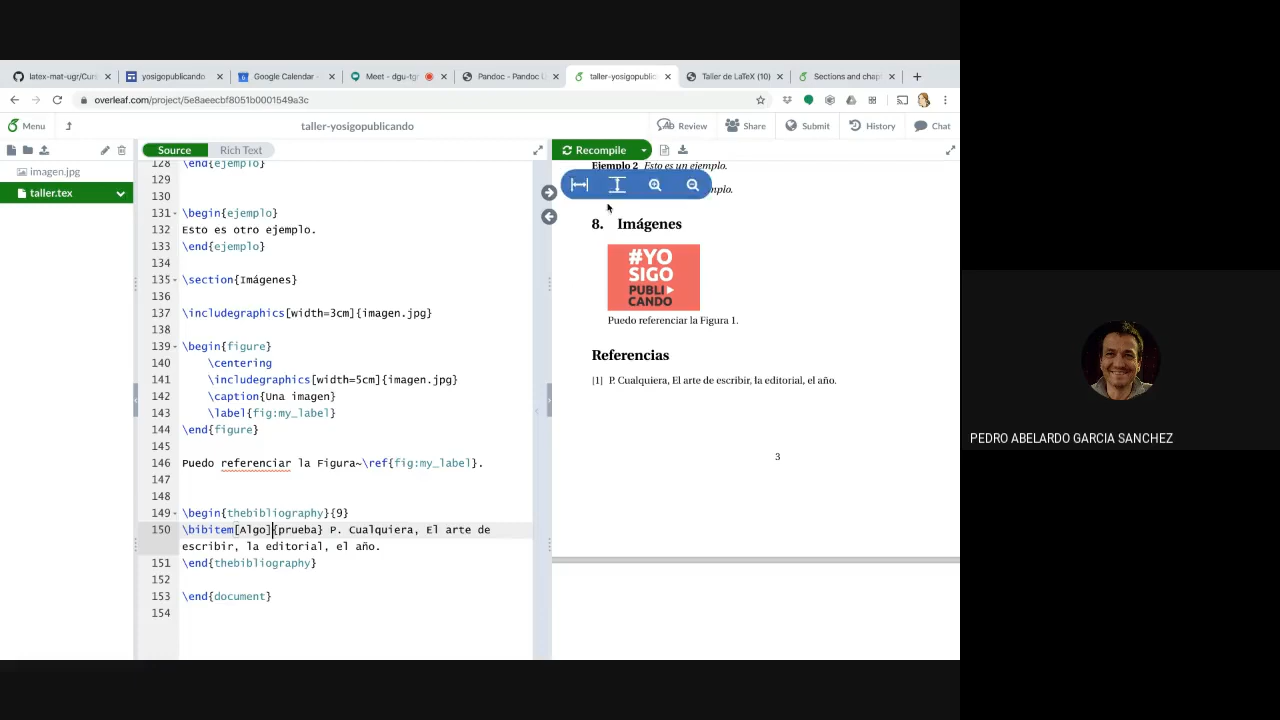 latex-mat-ugr/Curs
yosigopublicando
Google Calendar -
Meet - dgu-tgl
Pandoc - Pandoc U
taller-yosigopublic
Taller de LaTeX (10)
Sections and chap
overleaf.com/project/5e8aeecbf8051b0001549a3c
Menu
taller-yosigopublicando
Review
Share
Submit
History
Chat
Source
Rich Text
Recompile
imagen.jpg
taller.tex
128 \end{ejemplo}
129
130
131 \begin{ejemplo}
132 Esto es otro ejemplo.
133 \end{ejemplo}
134
135 \section{Imágenes}
136
137 \includegraphics[width=3cm]{imagen.jpg}
138
139 \begin{figure}
140 \centering
141 \includegraphics[width=5cm]{imagen.jpg}
142 \caption{Una imagen}
143 \label{fig:my_label}
144 \end{figure}
145
146 Puedo referenciar la Figura~\ref{fig:my_label}.
147
148
149 \begin{thebibliography}{9}
150 \bibitem[Algo]{prueba} P. Cualquiera, El arte de
escribir, la editorial, el año.
151 \end{thebibliography}
152
153 \end{document}
154
Ejemplo 2 Esto es un ejemplo.
mplo.
8. Imágenes
#YO
SIGO
PUBLI
CANDO
Puedo referenciar la Figura 1.
Referencias
[1] P. Cualquiera, El arte de escribir, la editorial, el año.
3
PEDRO ABELARDO GARCIA SANCHEZ